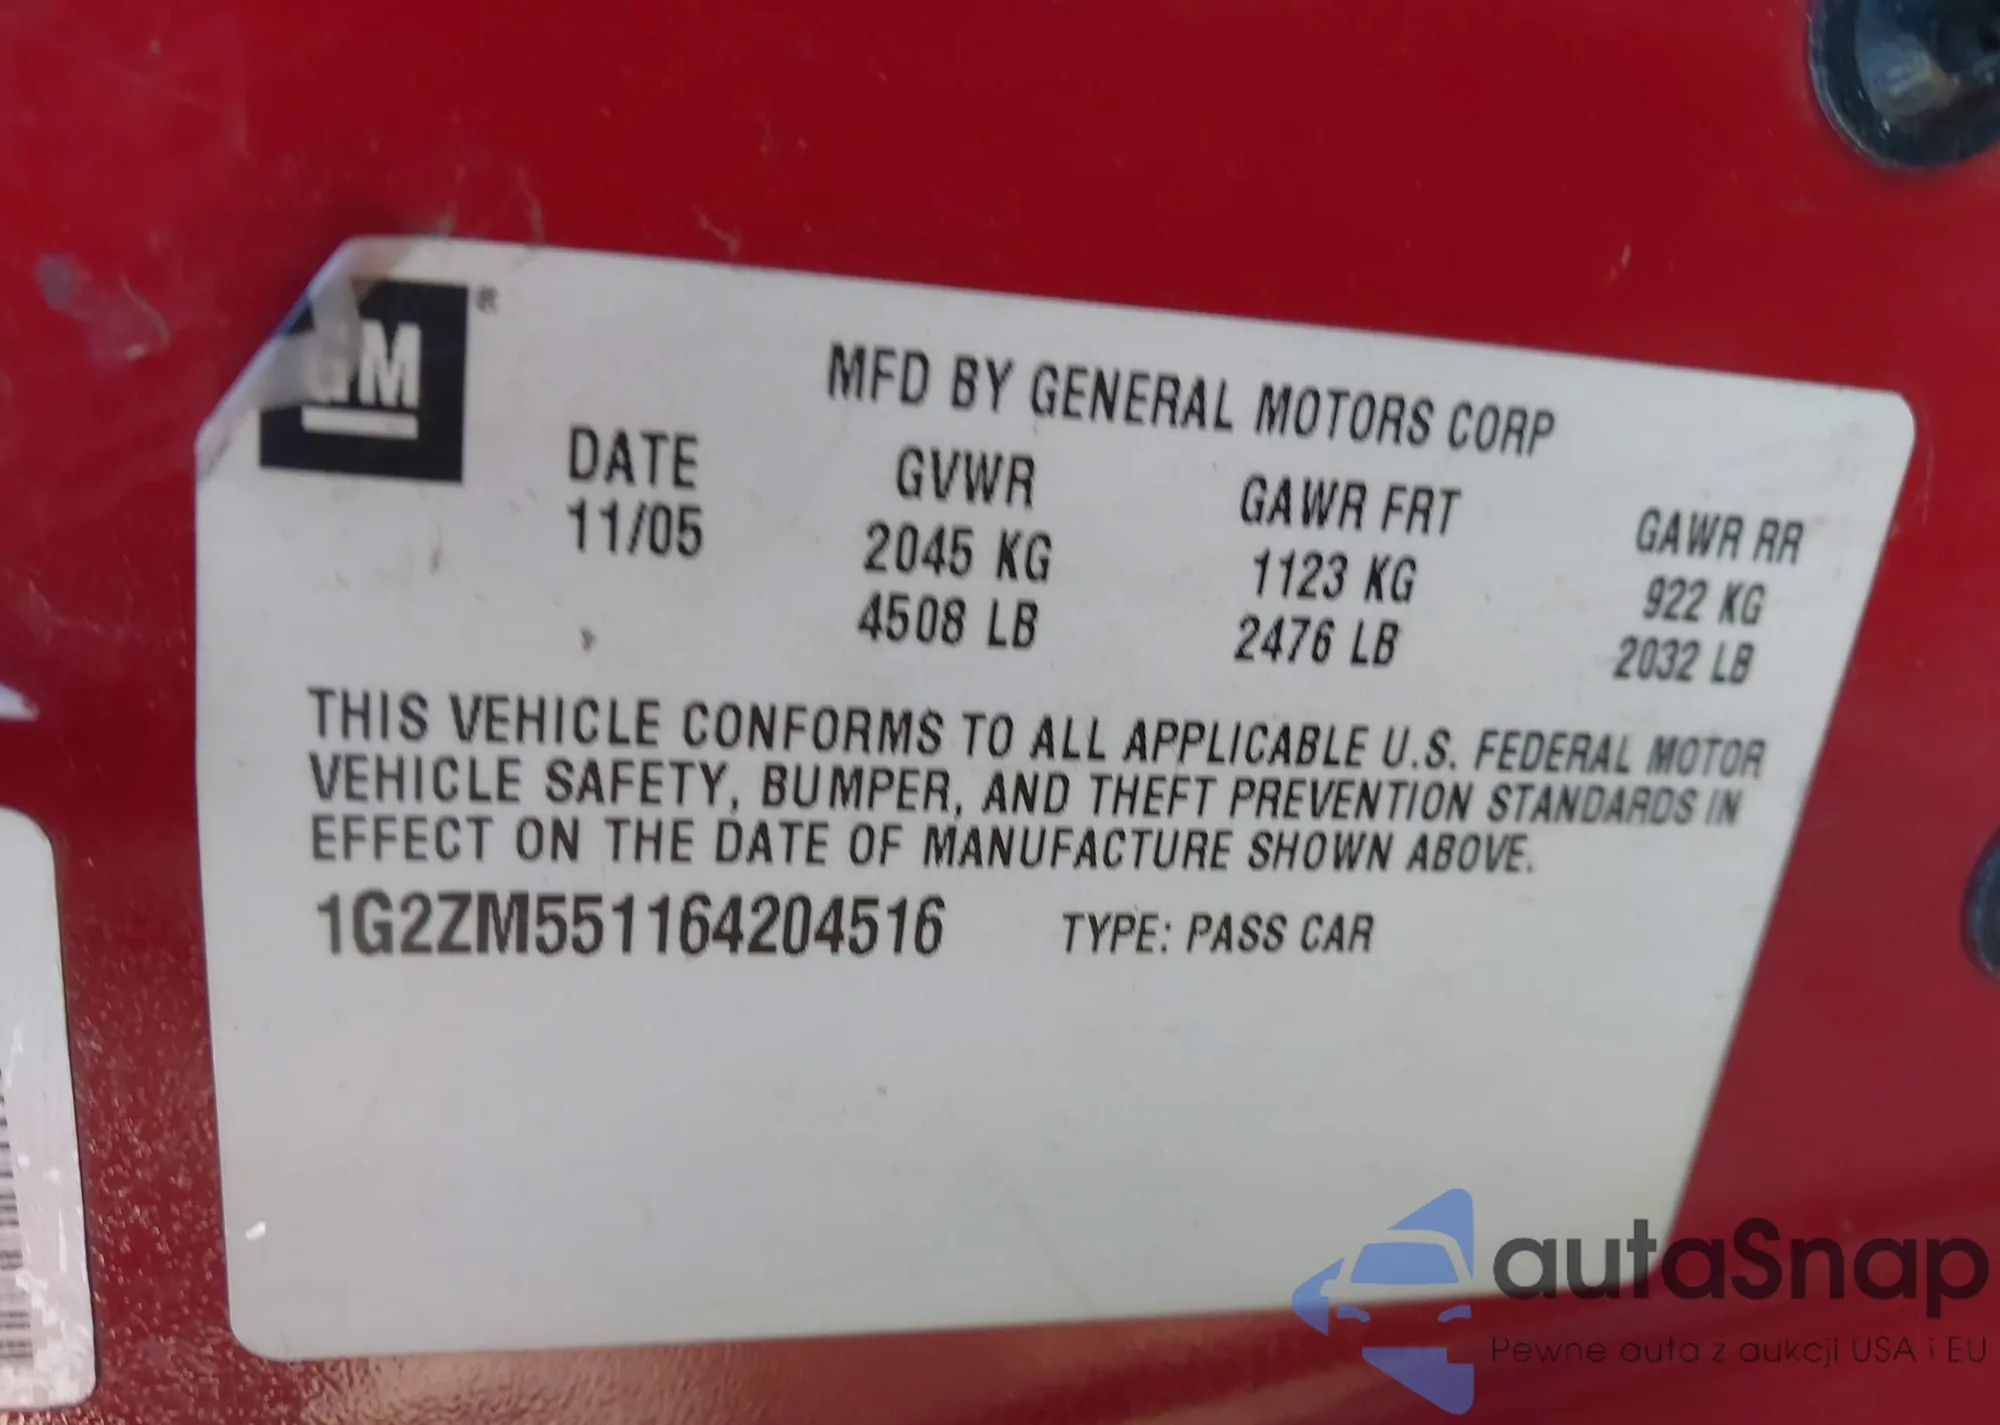 GM ®
MFD BY GENERAL MOTORS CORP
DATE GVWR GAWR FRT GAWR RR
11/05 2045 KG 1123 KG 922 KG
4508 LB 2476 LB 2032 LB
THIS VEHICLE CONFORMS TO ALL APPLICABLE U.S. FEDERAL MOTOR
VEHICLE SAFETY, BUMPER, AND THEFT PREVENTION STANDARDS IN
EFFECT ON THE DATE OF MANUFACTURE SHOWN ABOVE.
1G2ZM551164204516 TYPE: PASS CAR
autaSnap
Pewne auta z aukcji USA i EU